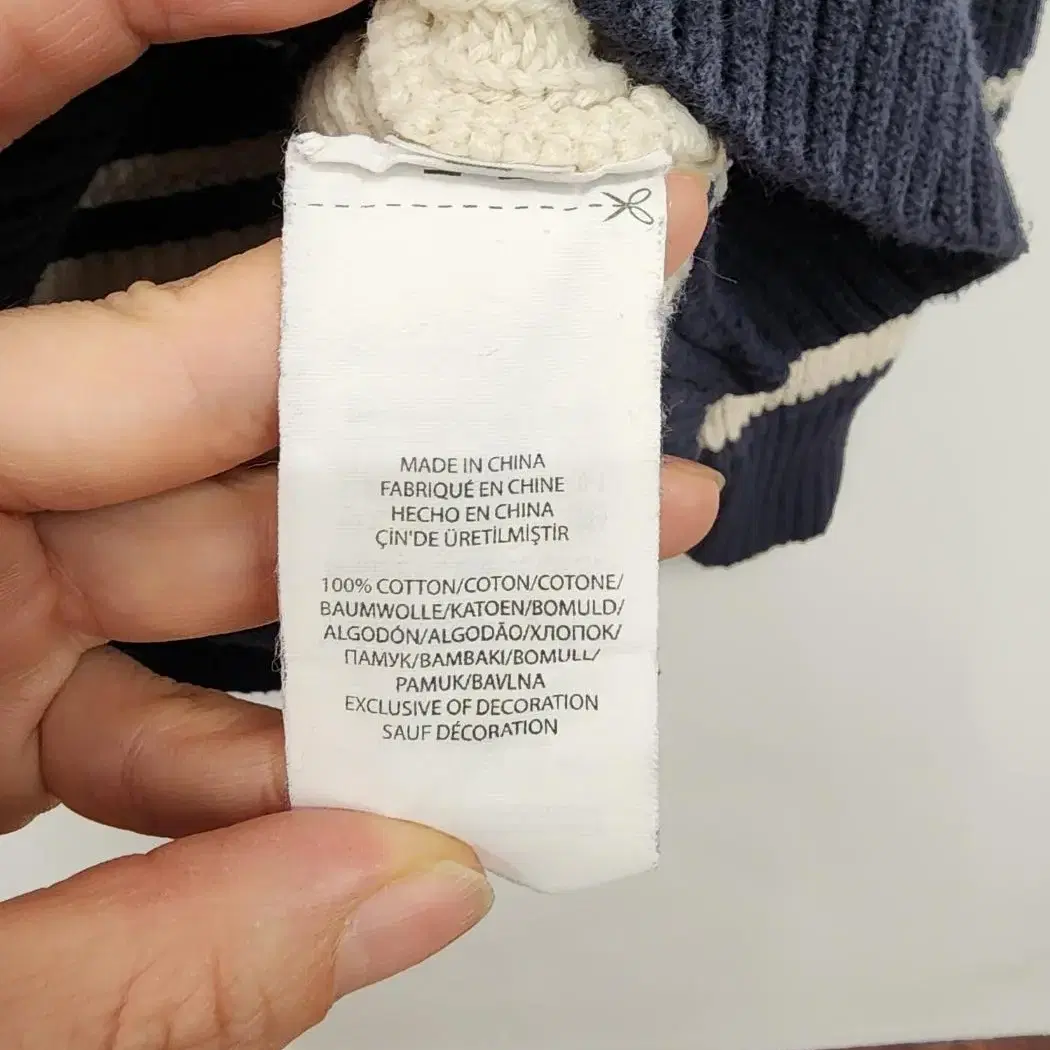 MADE IN CHINA
FABRIQUÉ EN CHINE
HECHO EN CHINA
ÇİN'DE ÜRETİLMİŞTİR
100% COTTON/COTON/COTONE/
BAUMWOLLE/KATOEN/BOMULD/
ALGODÓN/ALGODÃO/ХЛОПОК/
ПАМУК/BAMBAKI/BOMULL/
PAMUK/BAVLNA
EXCLUSIVE OF DECORATION
SAUF DÉCORATION